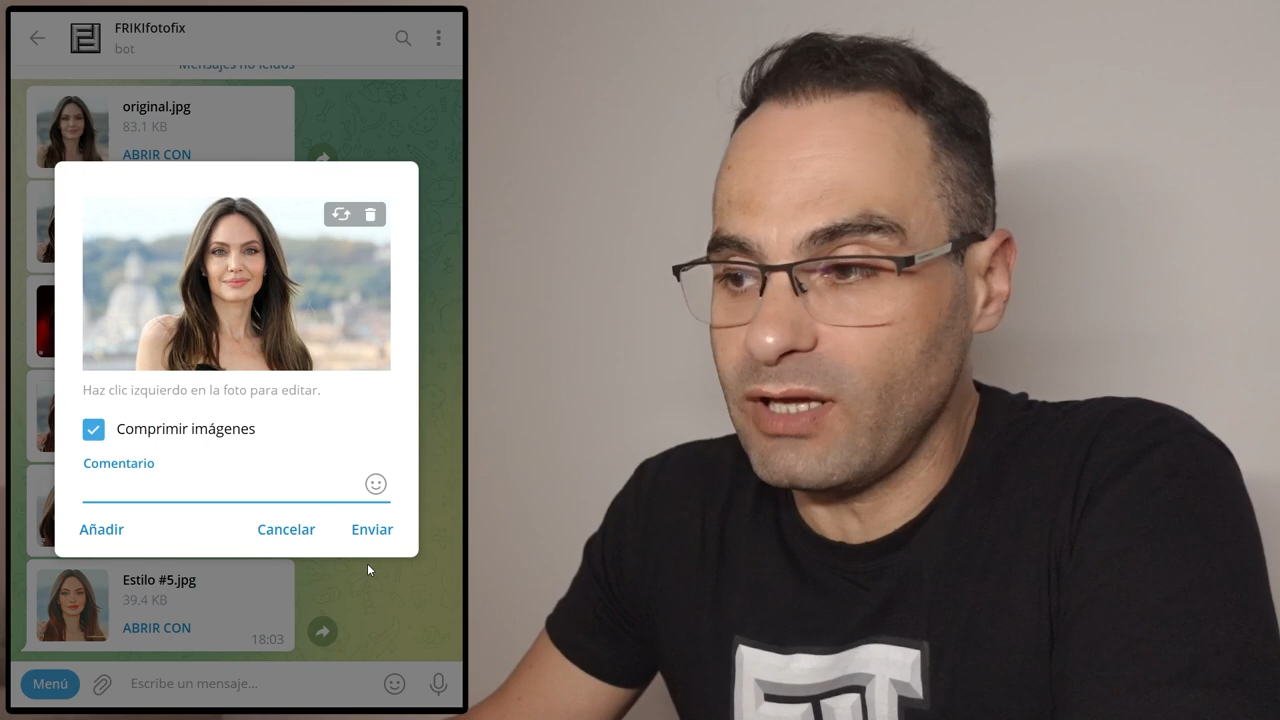 FRIKIfotofix
bot
Mensajes no leídos
original.jpg
83.1 KB
ABRIR CON
Haz clic izquierdo en la foto para editar.
Comprimir imágenes
Comentario
Añadir
Cancelar
Enviar
Estilo #5.jpg
39.4 KB
ABRIR CON
18:03
Menú
Escribe un mensaje...